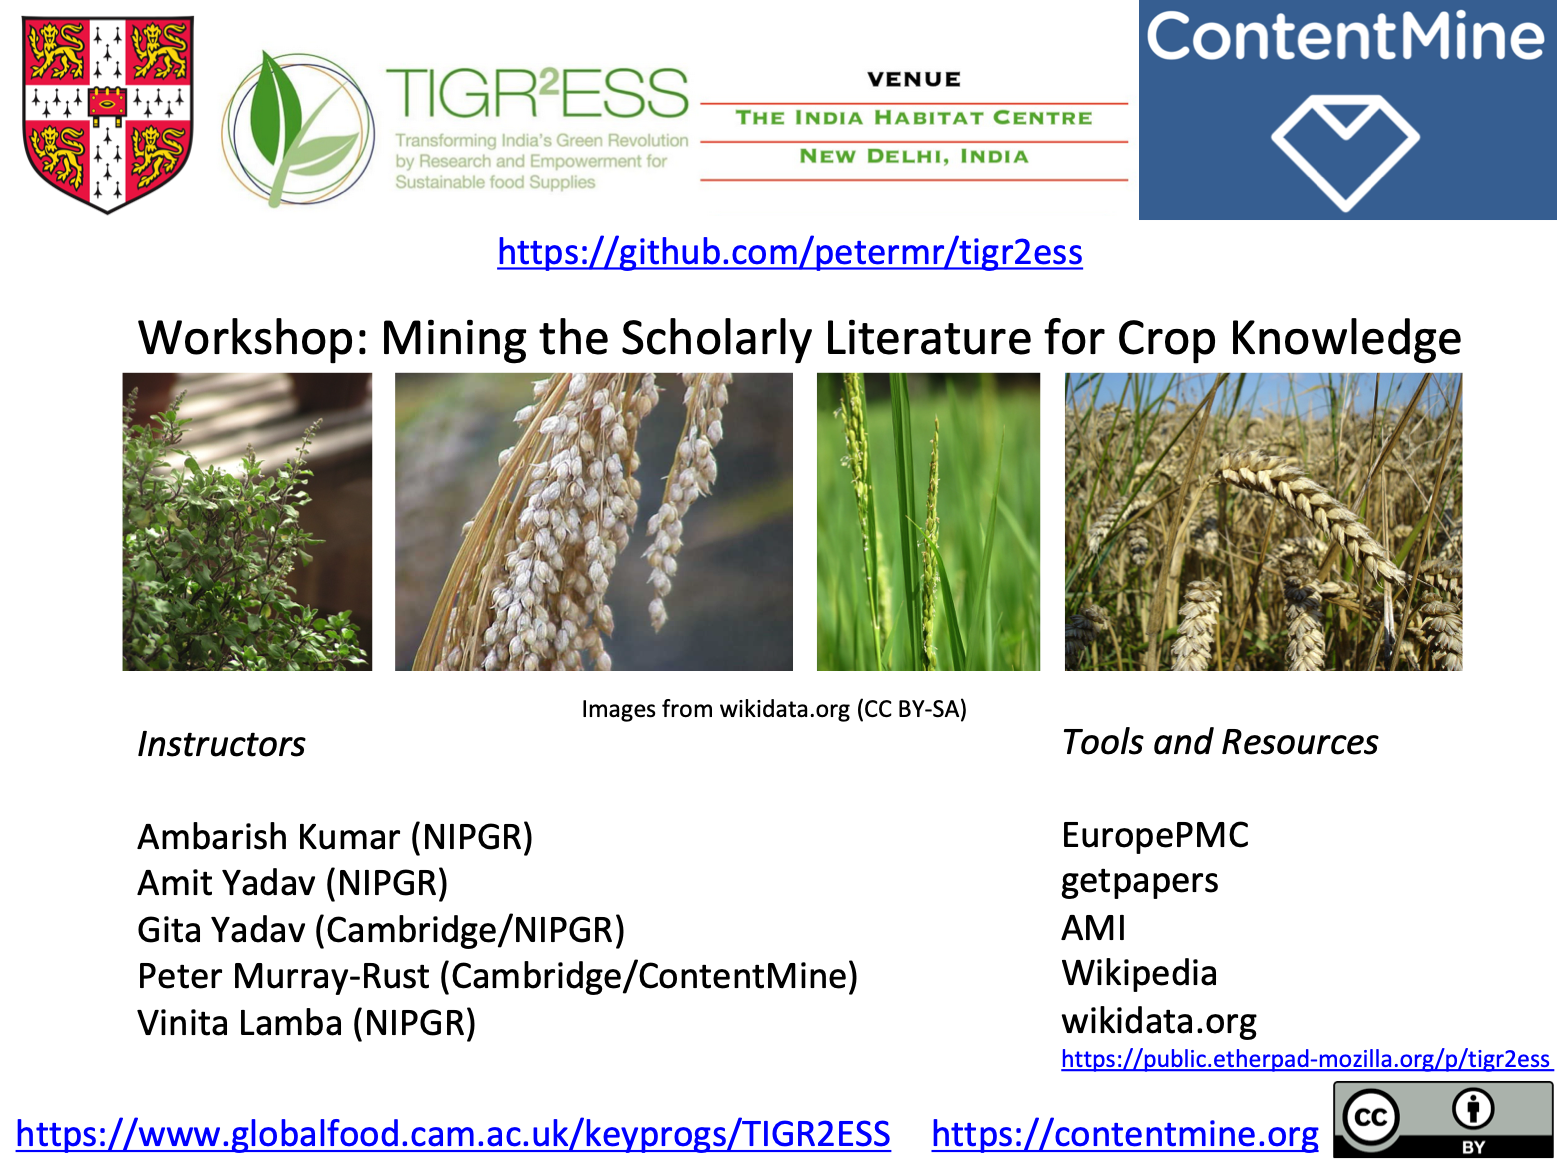 TIGR²ESS
Transforming India's Green Revolution
by Research and Empowerment for
Sustainable food Supplies
VENUE
THE INDIA HABITAT CENTRE
NEW DELHI, INDIA
ContentMine
https://github.com/petermr/tigr2ess
Workshop: Mining the Scholarly Literature for Crop Knowledge
Images from wikidata.org (CC BY-SA)
Instructors
Ambarish Kumar (NIPGR)
Amit Yadav (NIPGR)
Gita Yadav (Cambridge/NIPGR)
Peter Murray-Rust (Cambridge/ContentMine)
Vinita Lamba (NIPGR)
Tools and Resources
EuropePMC
getpapers
AMI
Wikipedia
wikidata.org
https://public.etherpad-mozilla.org/p/tigr2ess
https://www.globalfood.cam.ac.uk/keyprogs/TIGR2ESS
https://contentmine.org
CC
BY